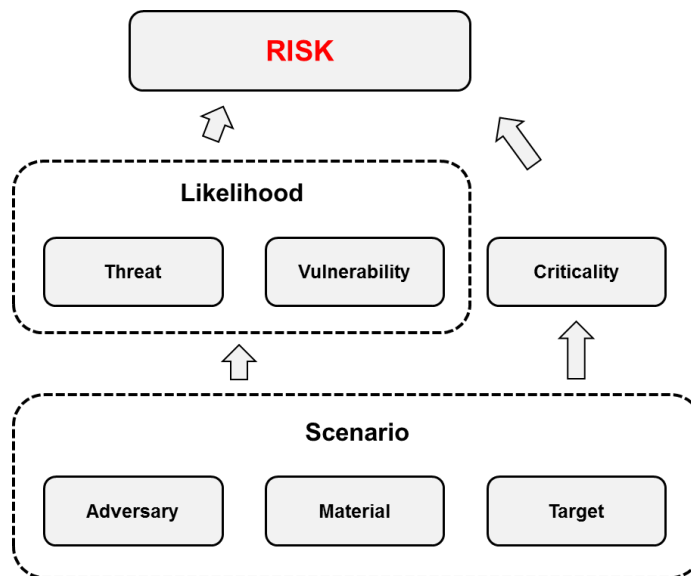 RISK
Likelihood
Threat
Vulnerability
Criticality
Scenario
Adversary
Material
Target